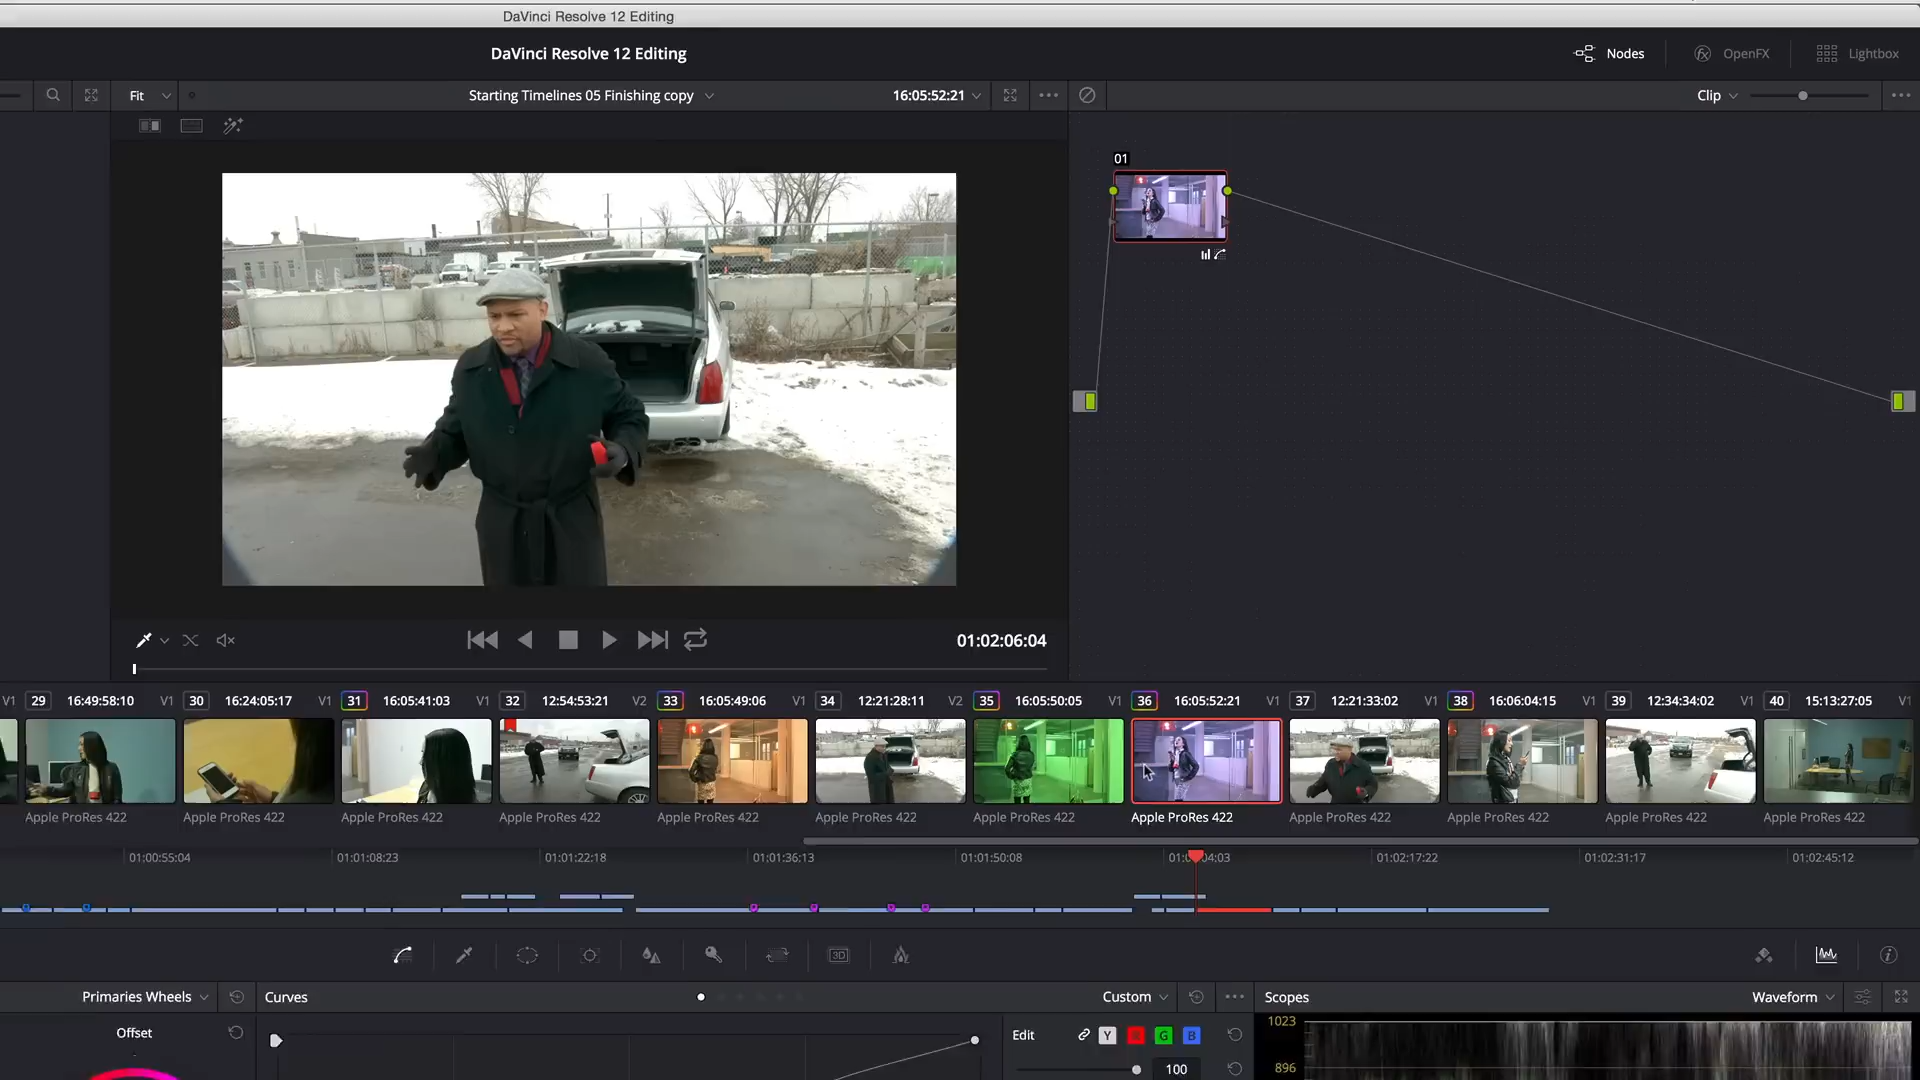 DaVinci Resolve 12 Editing
DaVinci Resolve 12 Editing
Nodes
OpenFX
Lightbox
Fit
Starting Timelines 05 Finishing copy
16:05:52:21
Clip
01
01:02:06:04
V1 29 16:49:58:10 V1 30 16:24:05:17 V1 31 16:05:41:03 V1 32 12:54:53:21 V2 33 16:05:49:06 V1 34 12:21:28:11 V2 35 16:05:50:05 V1 36 16:05:52:21 V1 37 12:21:33:02 V1 38 16:06:04:15 V1 39 12:34:34:02 V1 40 15:13:27:05 V1
Apple ProRes 422 Apple ProRes 422 Apple ProRes 422 Apple ProRes 422 Apple ProRes 422 Apple ProRes 422 Apple ProRes 422 Apple ProRes 422 Apple ProRes 422 Apple ProRes 422 Apple ProRes 422 Apple ProRes 422
01:00:55:04 01:01:08:23 01:01:22:18 01:01:36:13 01:01:50:08 04:03 01:02:17:22 01:02:31:17 01:02:45:12
3D
Primaries Wheels
Curves
Custom
Scopes
Waveform
Offset
Edit
Y
R
G
B
100
1023
896